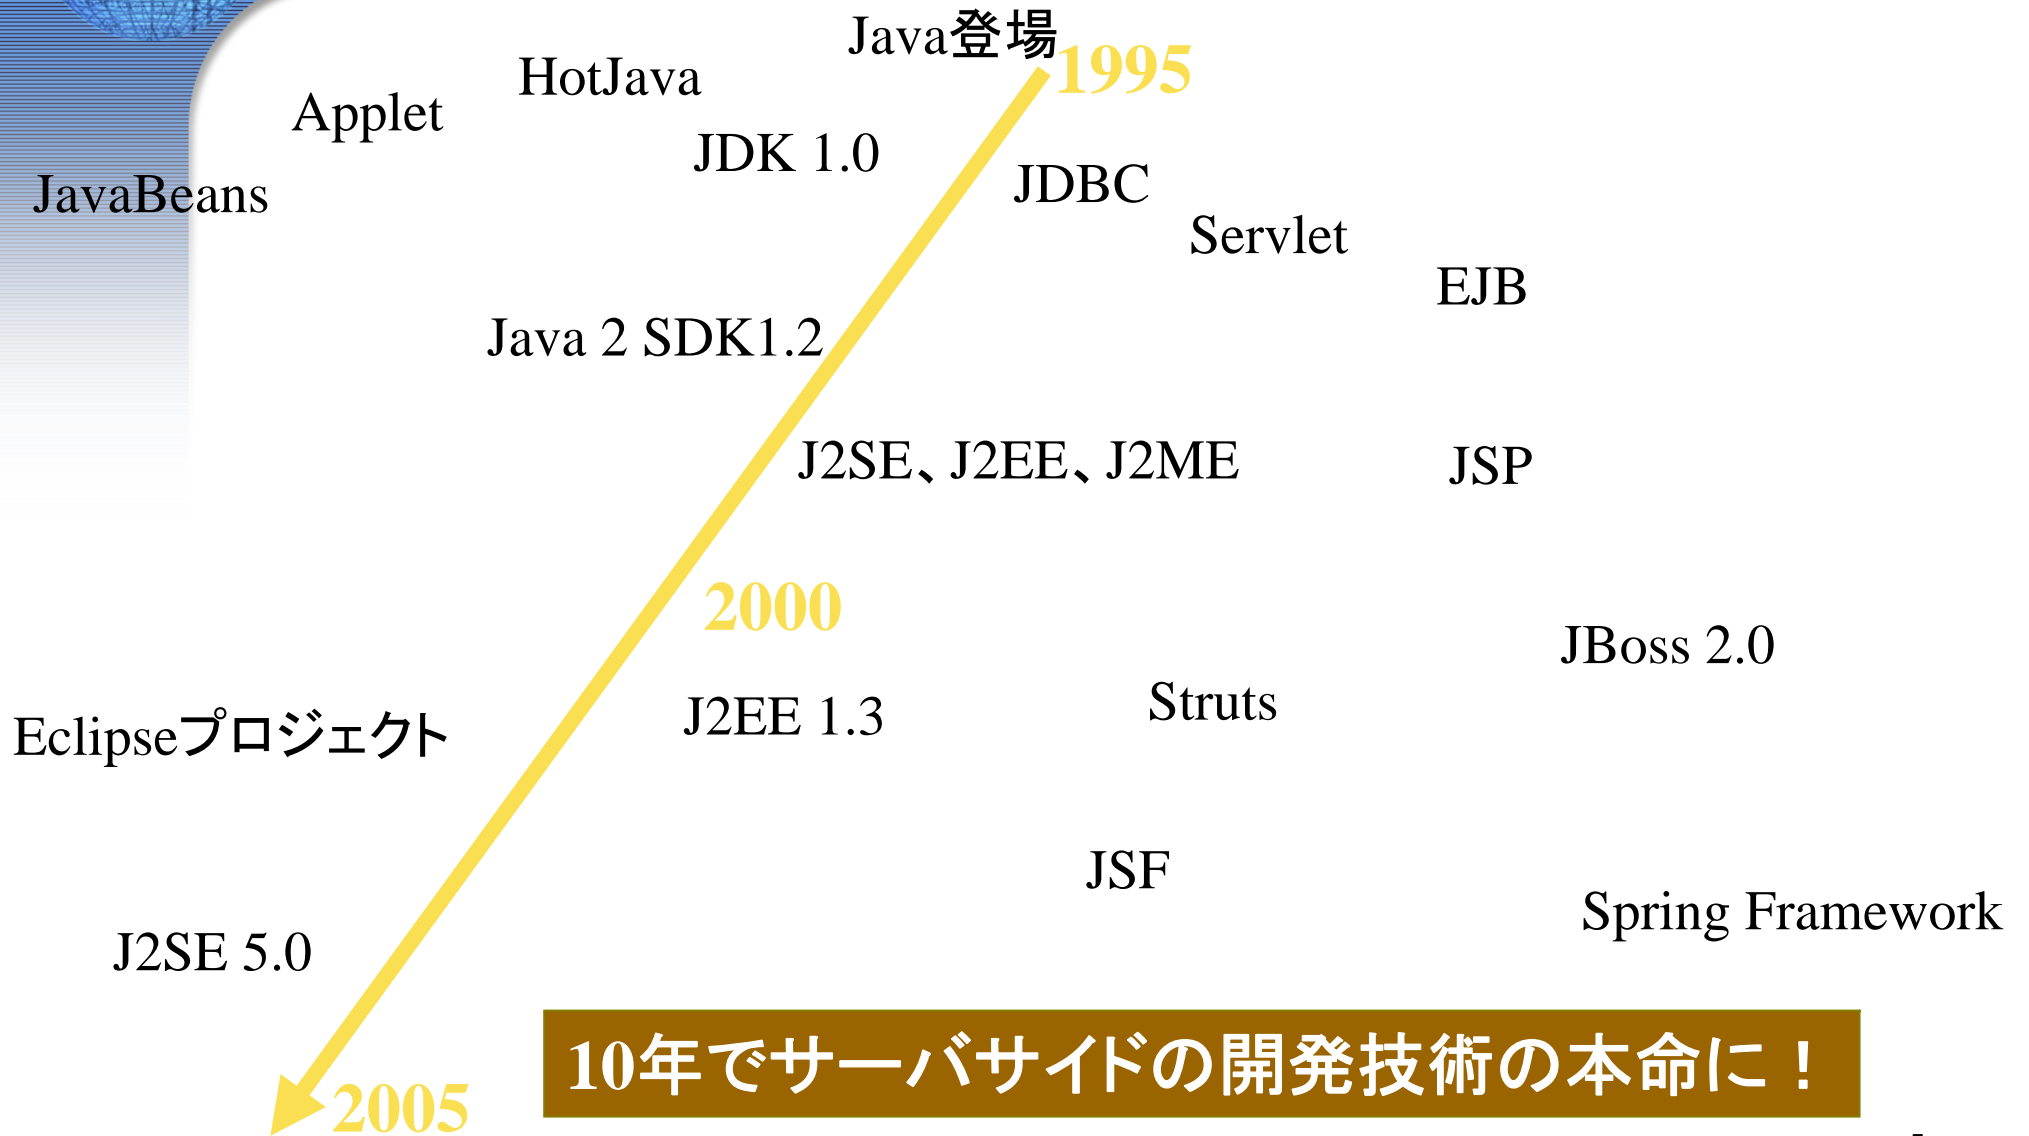 Java登場
1995
HotJava
Applet
JDK 1.0
JDBC
JavaBeans
Servlet
EJB
Java 2 SDK1.2
J2SE、J2EE、J2ME
JSP
2000
JBoss 2.0
Struts
J2EE 1.3
Eclipseプロジェクト
JSF
Spring Framework
J2SE 5.0
10年でサーバサイドの開発技術の本命に！
2005